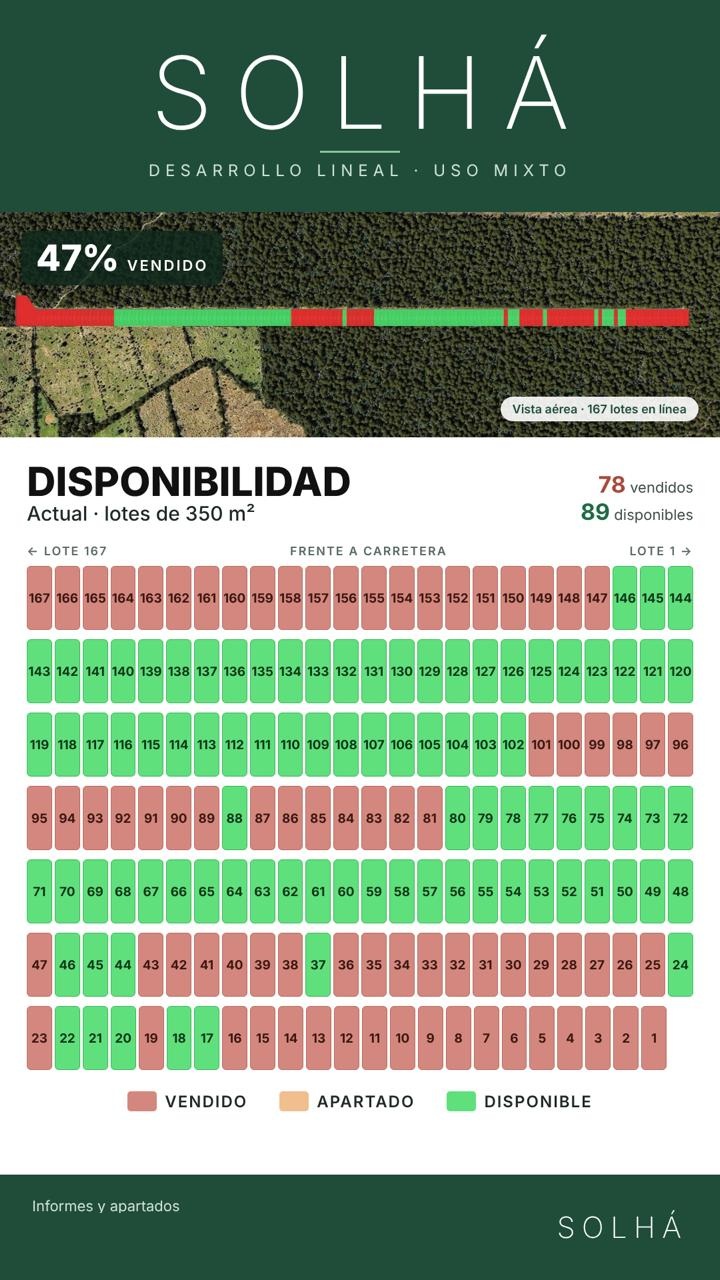 SOLHÁ
DESARROLLO LINEAL · USO MIXTO
47% VENDIDO
Vista aérea · 167 lotes en línea
DISPONIBILIDAD
Actual · lotes de 350 m²
78 vendidos
89 disponibles
← LOTE 167 FRENTE A CARRETERA LOTE 1 →
167 166 165 164 163 162 161 160 159 158 157 156 155 154 153 152 151 150 149 148 147 146 145 144
143 142 141 140 139 138 137 136 135 134 133 132 131 130 129 128 127 126 125 124 123 122 121 120
119 118 117 116 115 114 113 112 111 110 109 108 107 106 105 104 103 102 101 100 99 98 97 96
95 94 93 92 91 90 89 88 87 86 85 84 83 82 81 80 79 78 77 76 75 74 73 72
71 70 69 68 67 66 65 64 63 62 61 60 59 58 57 56 55 54 53 52 51 50 49 48
47 46 45 44 43 42 41 40 39 38 37 36 35 34 33 32 31 30 29 28 27 26 25 24
23 22 21 20 19 18 17 16 15 14 13 12 11 10 9 8 7 6 5 4 3 2 1
VENDIDO APARTADO DISPONIBLE
Informes y apartados
SOLHÁ